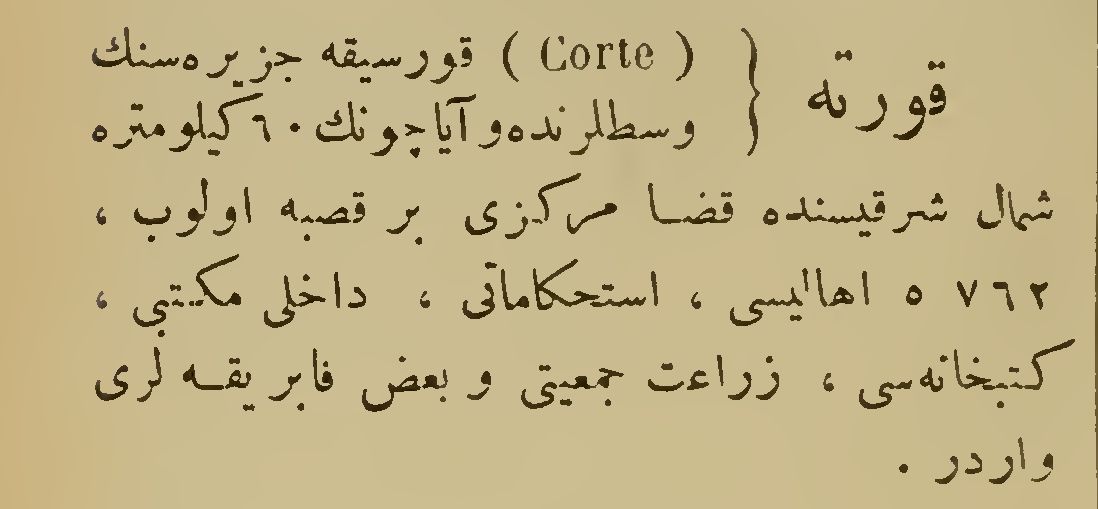 قورته { ( Corte ) قورسیقه جزیره‌سنك
وسطلرنده و آیاچونك ٦٠ کیلومتره
شمال شرقیسنده قضا مرکزی بر قصبه اولوب ،
٥ ٧٦٢ اهالیسی ، استحکاماتی ، داخلی مکتبی ،
کتبخانه‌سی ، زراعت جمعیتی و بعض فابریقه لری
واردر .